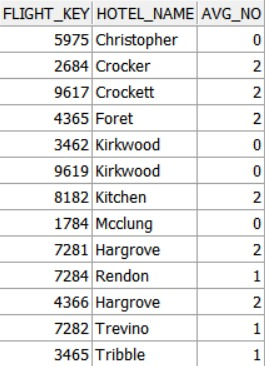 FLIGHT_KEY HOTEL_NAME AVG_NO
5975 Christopher 0
2684 Crocker 2
9617 Crockett 2
4365 Foret 2
3462 Kirkwood 0
9619 Kirkwood 0
8182 Kitchen 2
1784 Mcclung 0
7281 Hargrove 2
7284 Rendon 1
4366 Hargrove 2
7282 Trevino 1
3465 Tribble 1